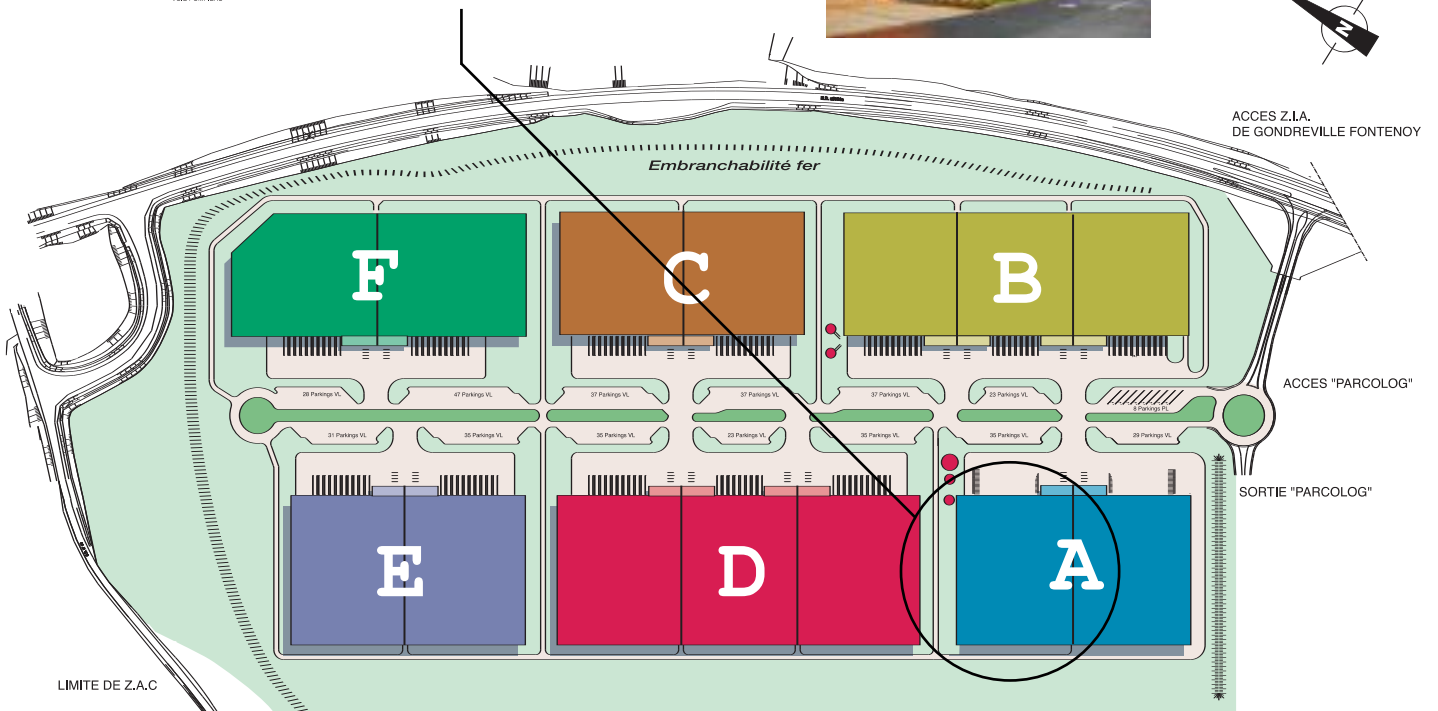 N
ACCES Z.I.A.
DE GONDREVILLE FONTENOY
Embranchabilité fer
F
C
B
ACCES "PARCOLOG"
28 Parkings VL
47 Parkings VL
37 Parkings VL
37 Parkings VL
37 Parkings VL
23 Parkings VL
8 Parkings PL
31 Parkings VL
35 Parkings VL
35 Parkings VL
23 Parkings VL
35 Parkings VL
35 Parkings VL
29 Parkings VL
SORTIE "PARCOLOG"
E
D
A
LIMITE DE Z.A.C